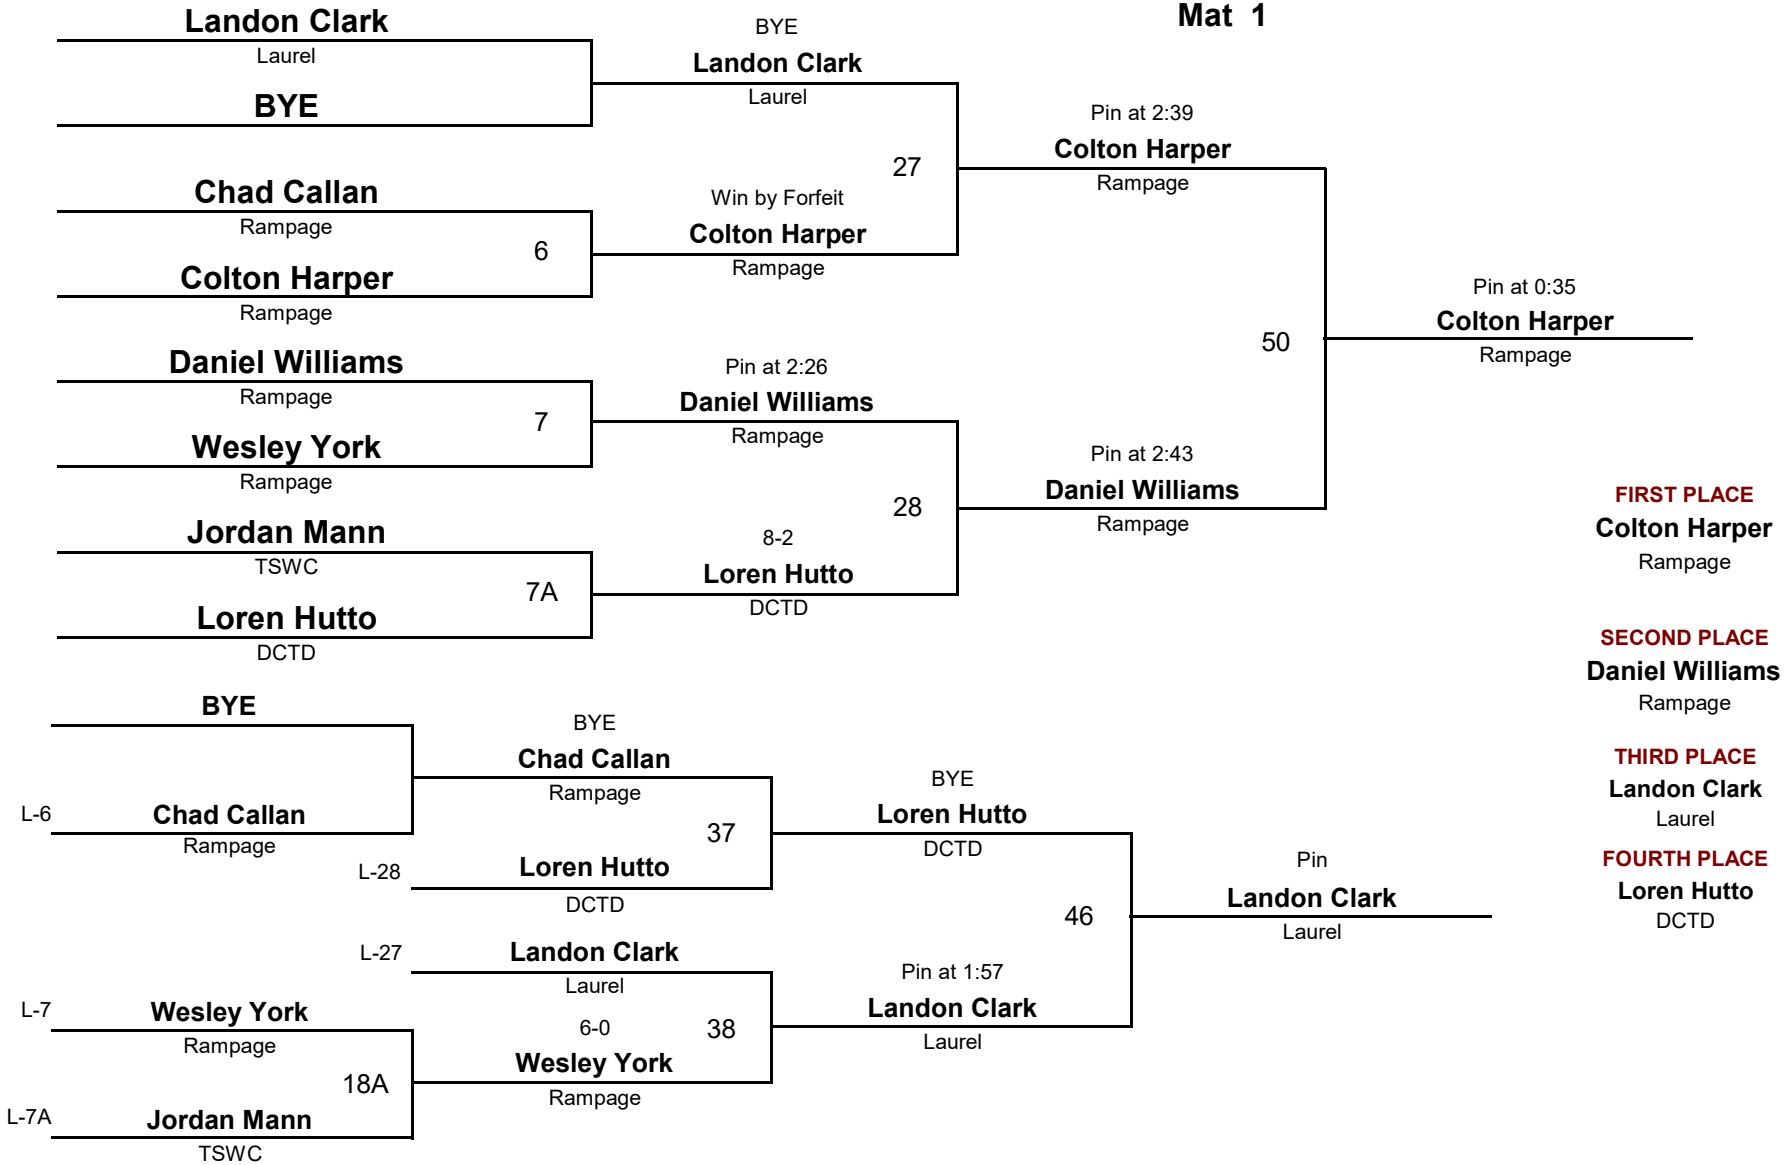 Mat 1
Landon Clark
Laurel
BYE
BYE
Landon Clark
Laurel
Chad Callan
Rampage
6
Colton Harper
Rampage
Win by Forfeit
Colton Harper
Rampage
27
Pin at 2:39
Colton Harper
Rampage
Daniel Williams
Rampage
7
Wesley York
Rampage
Pin at 2:26
Daniel Williams
Rampage
Jordan Mann
TSWC
7A
Loren Hutto
DCTD
8-2
Loren Hutto
DCTD
28
Pin at 2:43
Daniel Williams
Rampage
50
Pin at 0:35
Colton Harper
Rampage
FIRST PLACE
Colton Harper
Rampage
SECOND PLACE
Daniel Williams
Rampage
THIRD PLACE
Landon Clark
Laurel
FOURTH PLACE
Loren Hutto
DCTD
BYE
L-6
Chad Callan
Rampage
BYE
Chad Callan
Rampage
37
L-28
Loren Hutto
DCTD
BYE
Loren Hutto
DCTD
L-27
Landon Clark
Laurel
L-7
Wesley York
Rampage
18A
L-7A
Jordan Mann
TSWC
6-0
Wesley York
Rampage
38
Pin at 1:57
Landon Clark
Laurel
46
Pin
Landon Clark
Laurel